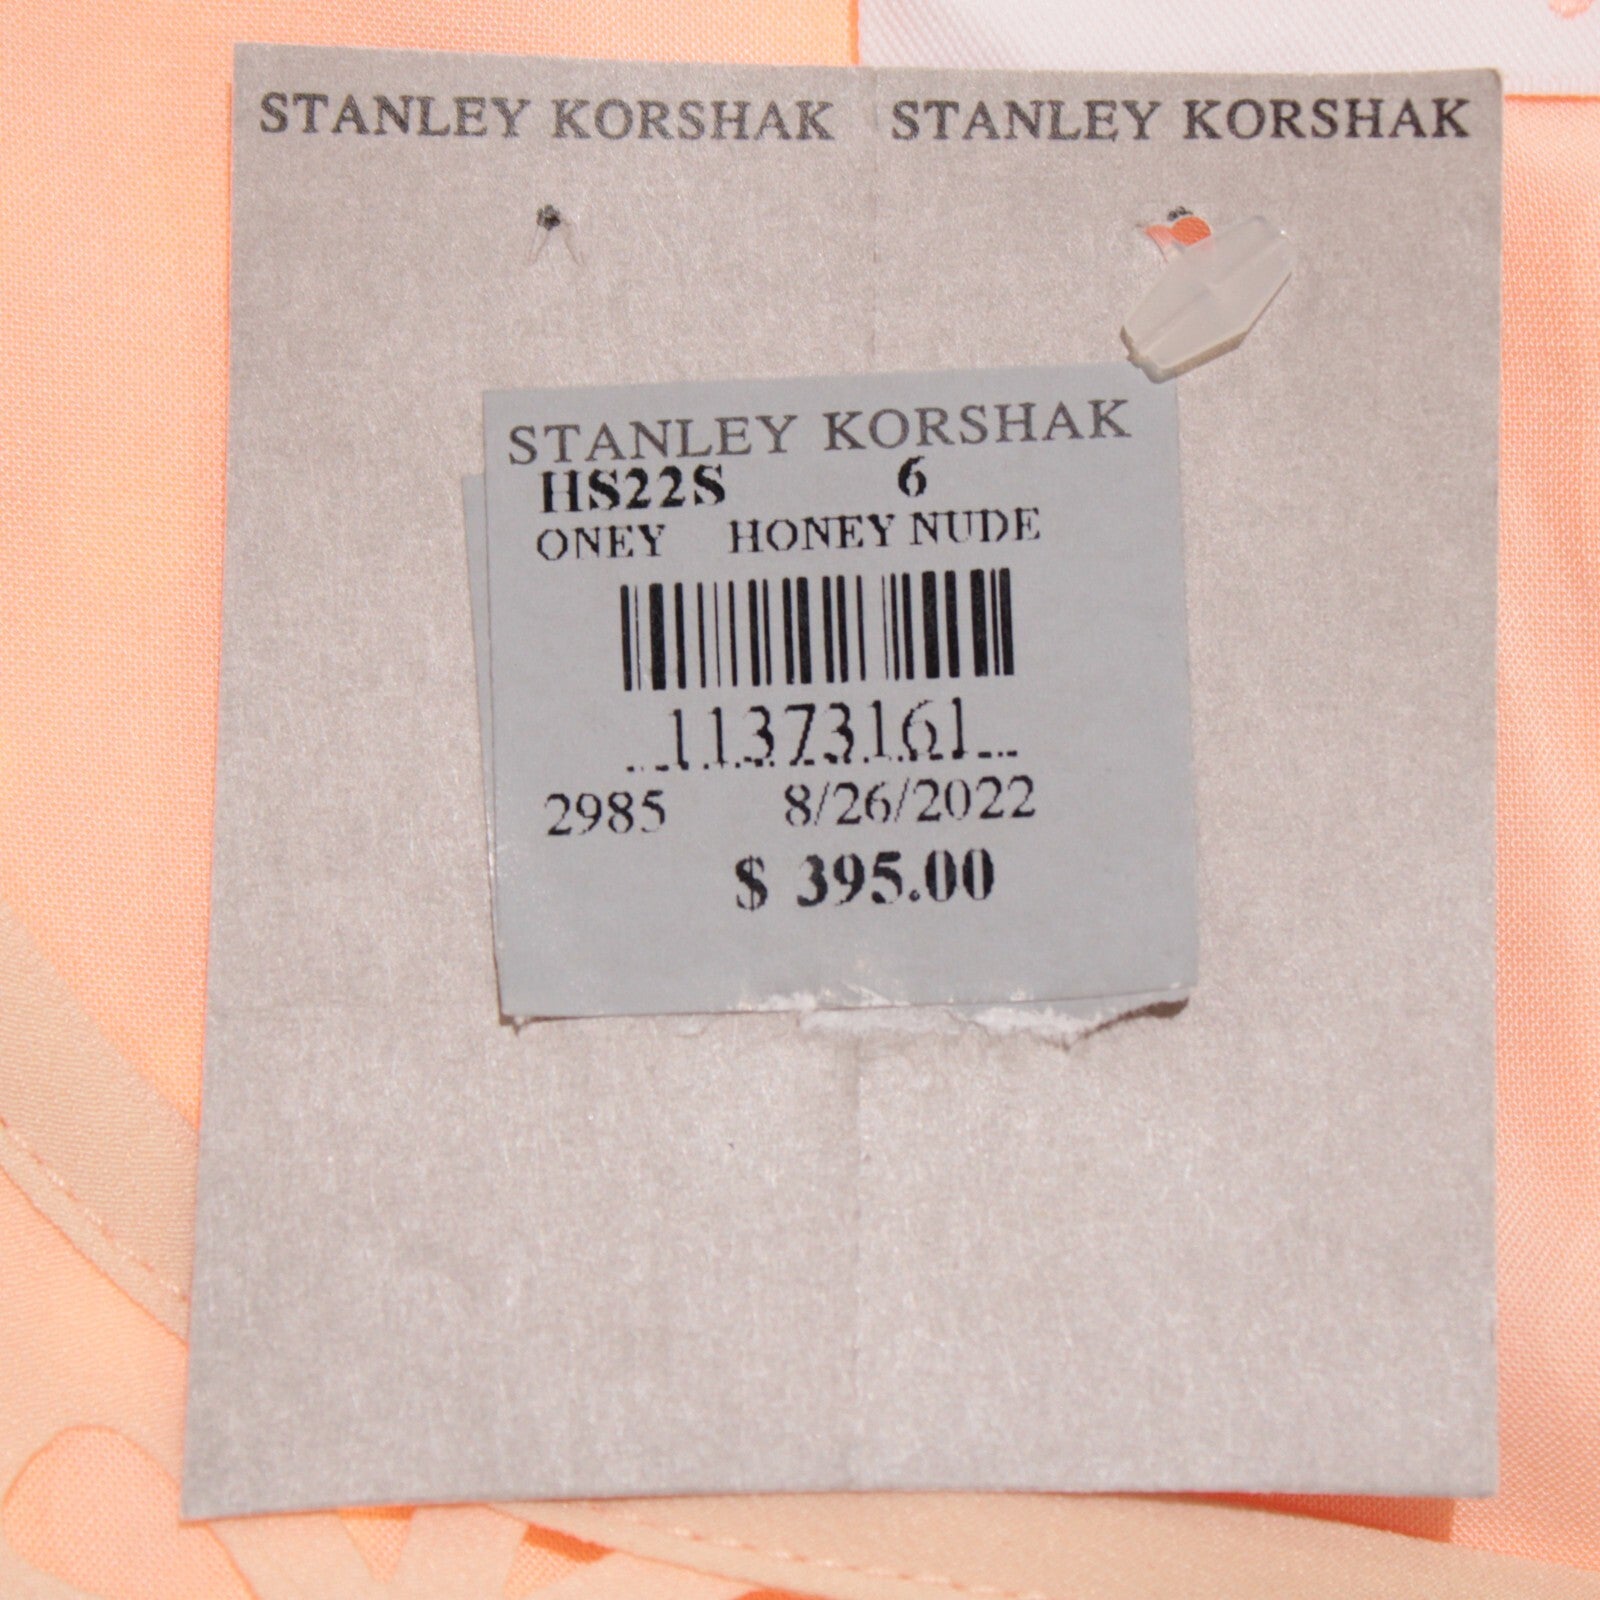 STANLEY KORSHAK STANLEY KORSHAK
STANLEY KORSHAK
HS22S 6
ONEY HONEY NUDE
11373161
2985 8/26/2022
$ 395.00